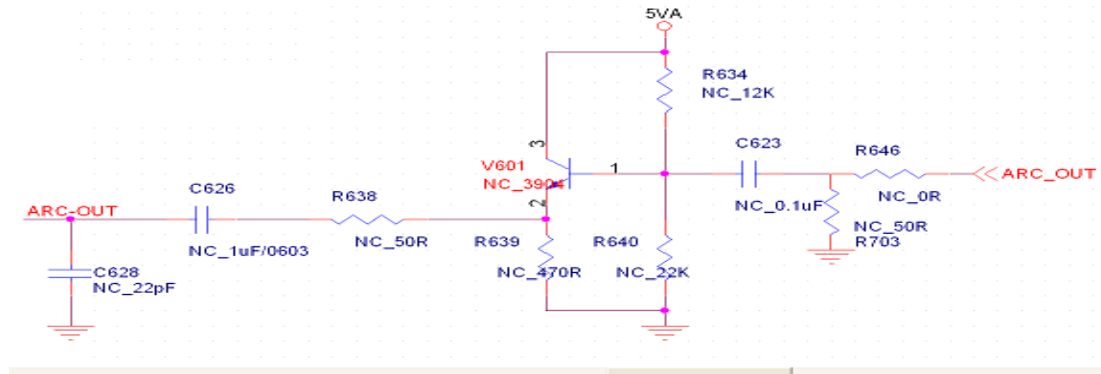 5VA
R634
NC_12K
3
C623
R646
V601
1
NC_3904
ARC_OUT
C626
R638
NC_0.1uF
NC_0R
2
ARC-OUT
NC_50R
R703
NC_1uF/0603
NC_50R
R639
R640
NC_470R
NC_22K
C628
NC_22pF